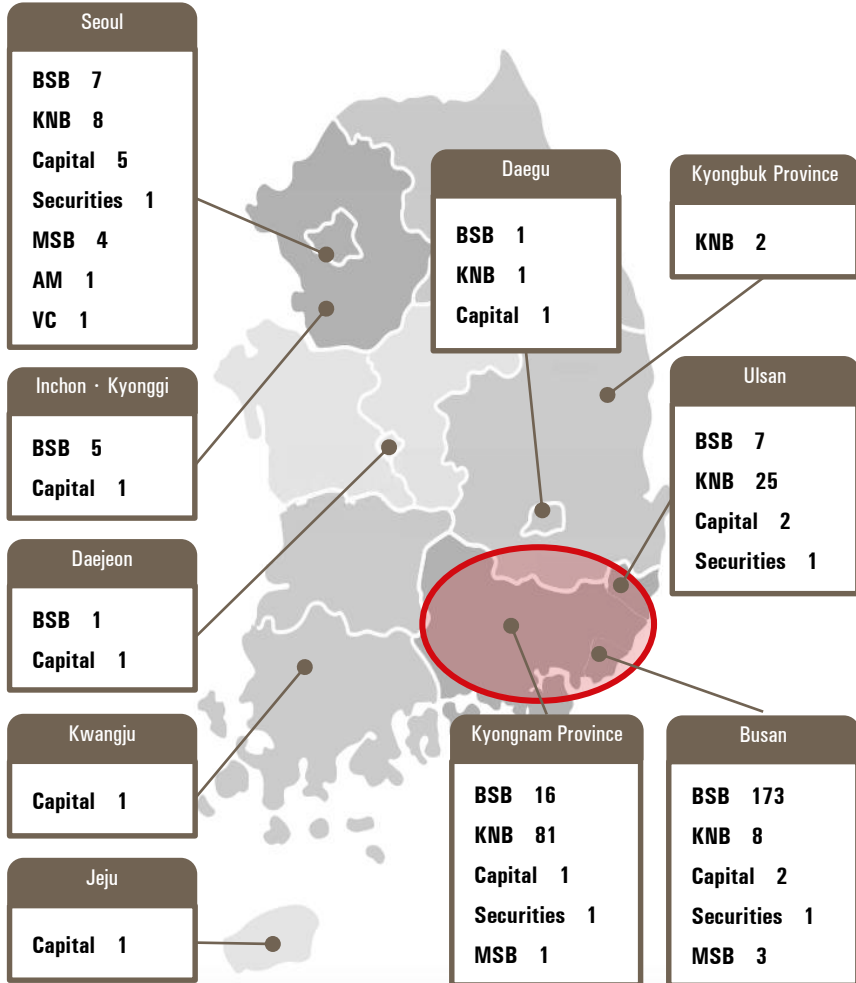 Seoul
BSB 7
KNB 8
Capital 5
Securities 1
MSB 4
AM 1
VC 1
Inchon · Kyonggi
BSB 5
Capital 1
Daejeon
BSB 1
Capital 1
Kwangju
Capital 1
Jeju
Capital 1
Daegu
BSB 1
KNB 1
Capital 1
Kyongbuk Province
KNB 2
Ulsan
BSB 7
KNB 25
Capital 2
Securities 1
Kyongnam Province
BSB 16
KNB 81
Capital 1
Securities 1
MSB 1
Busan
BSB 173
KNB 8
Capital 2
Securities 1
MSB 3